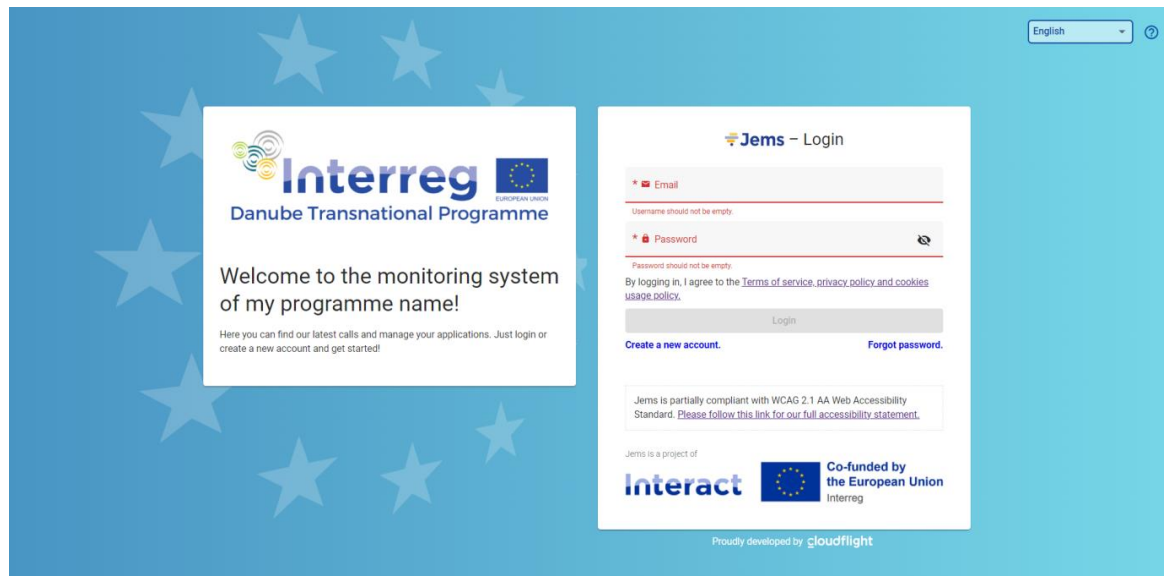 English
Interreg
EUROPEAN UNION
Danube Transnational Programme
Welcome to the monitoring system
of my programme name!
Here you can find our latest calls and manage your applications. Just login or
create a new account and get started!
Jems – Login
* Email
Username should not be empty.
* Password
Password should not be empty.
By logging in, I agree to the Terms of service, privacy policy and cookies
usage policy.
Login
Create a new account. Forgot password.
Jems is partially compliant with WCAG 2.1 AA Web Accessibility
Standard. Please follow this link for our full accessibility statement.
Jems is a project of
Interact
Co-funded by
the European Union
Interreg
Proudly developed by cloudflight